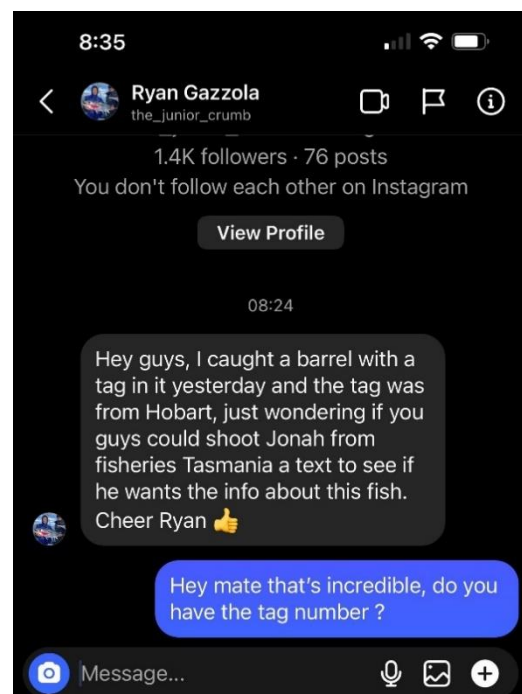 8:35
Ryan Gazzola
the_junior_crumb
1.4K followers · 76 posts
You don't follow each other on Instagram
View Profile
08:24
Hey guys, I caught a barrel with a
tag in it yesterday and the tag was
from Hobart, just wondering if you
guys could shoot Jonah from
fisheries Tasmania a text to see if
he wants the info about this fish.
Cheer Ryan 👍
Hey mate that's incredible, do you
have the tag number ?
Message...